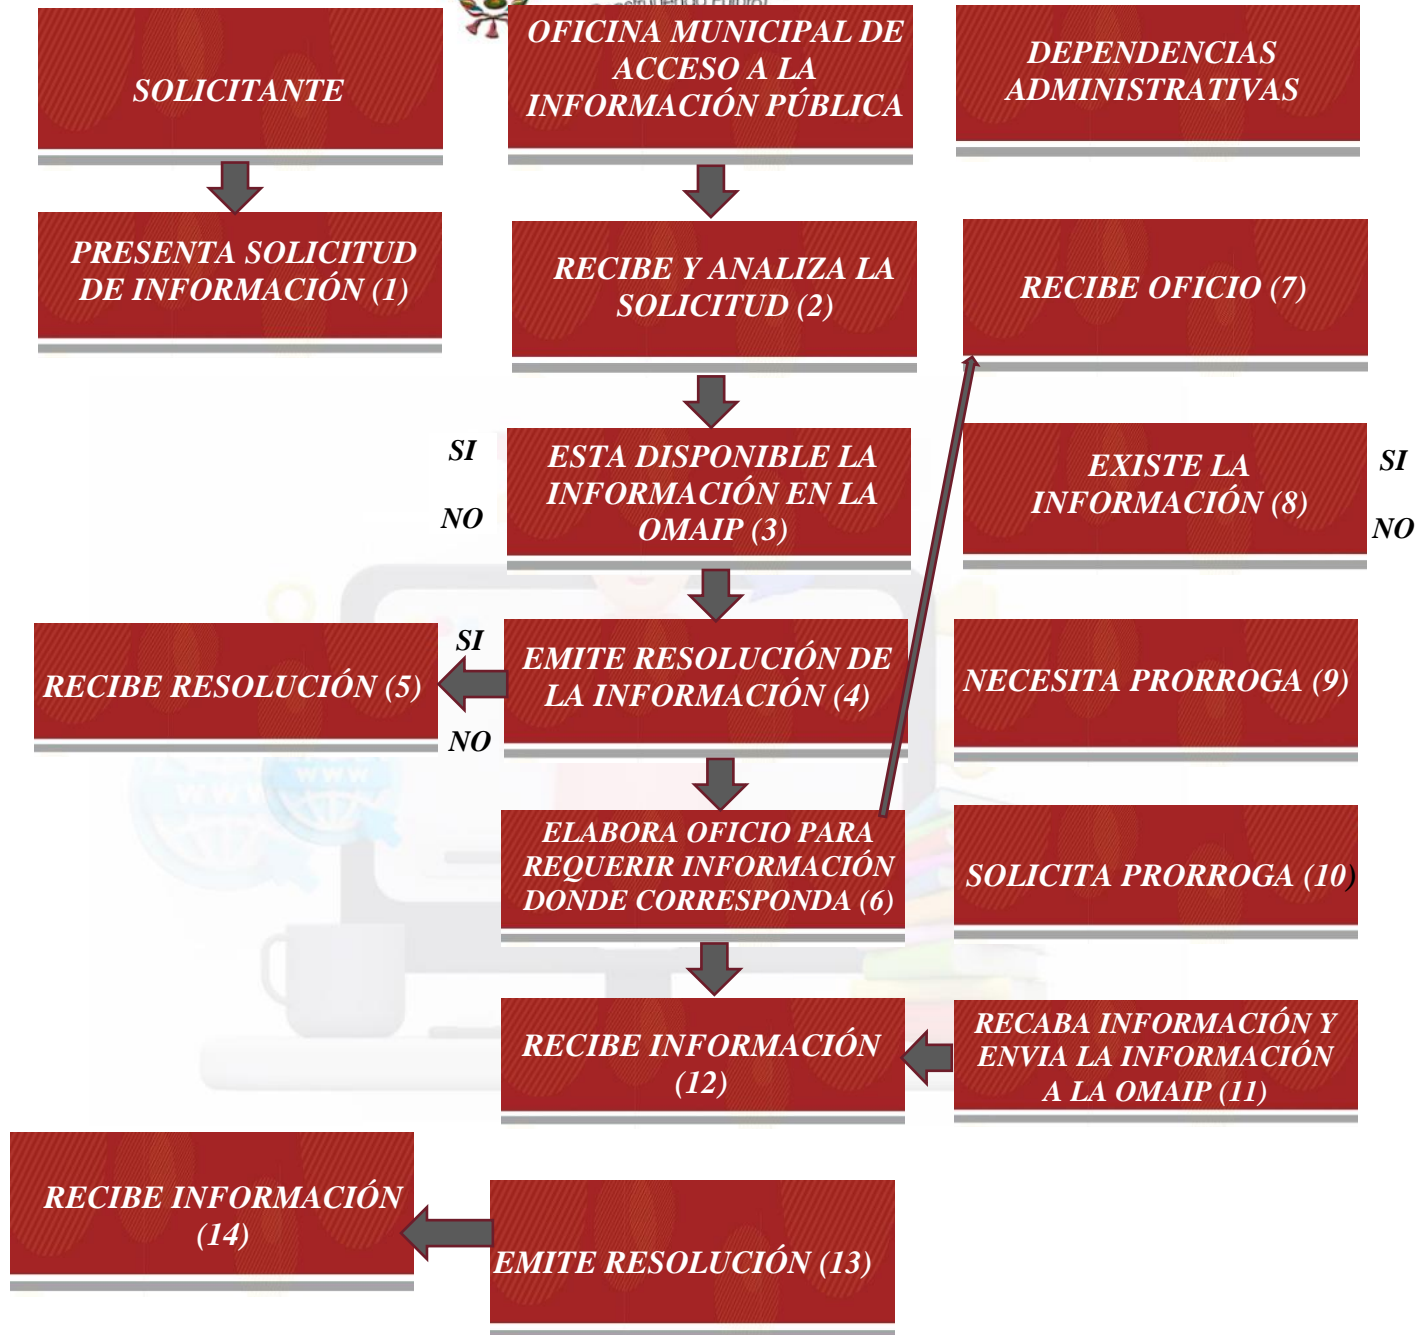 Construyendo Futuro!
SOLICITANTE
OFICINA MUNICIPAL DE
ACCESO A LA
INFORMACIÓN PÚBLICA
DEPENDENCIAS
ADMINISTRATIVAS
PRESENTA SOLICITUD
DE INFORMACIÓN (1)
RECIBE Y ANALIZA LA
SOLICITUD (2)
RECIBE OFICIO (7)
SI
NO
ESTA DISPONIBLE LA
INFORMACIÓN EN LA
OMAIP (3)
EXISTE LA
INFORMACIÓN (8)
SI
NO
RECIBE RESOLUCIÓN (5)
SI
NO
EMITE RESOLUCIÓN DE
LA INFORMACIÓN (4)
NECESITA PRORROGA (9)
ELABORA OFICIO PARA
REQUERIR INFORMACIÓN
DONDE CORRESPONDA (6)
SOLICITA PRORROGA (10)
RECIBE INFORMACIÓN
(12)
RECABA INFORMACIÓN Y
ENVIA LA INFORMACIÓN
A LA OMAIP (11)
RECIBE INFORMACIÓN
(14)
EMITE RESOLUCIÓN (13)
WWW
WWW